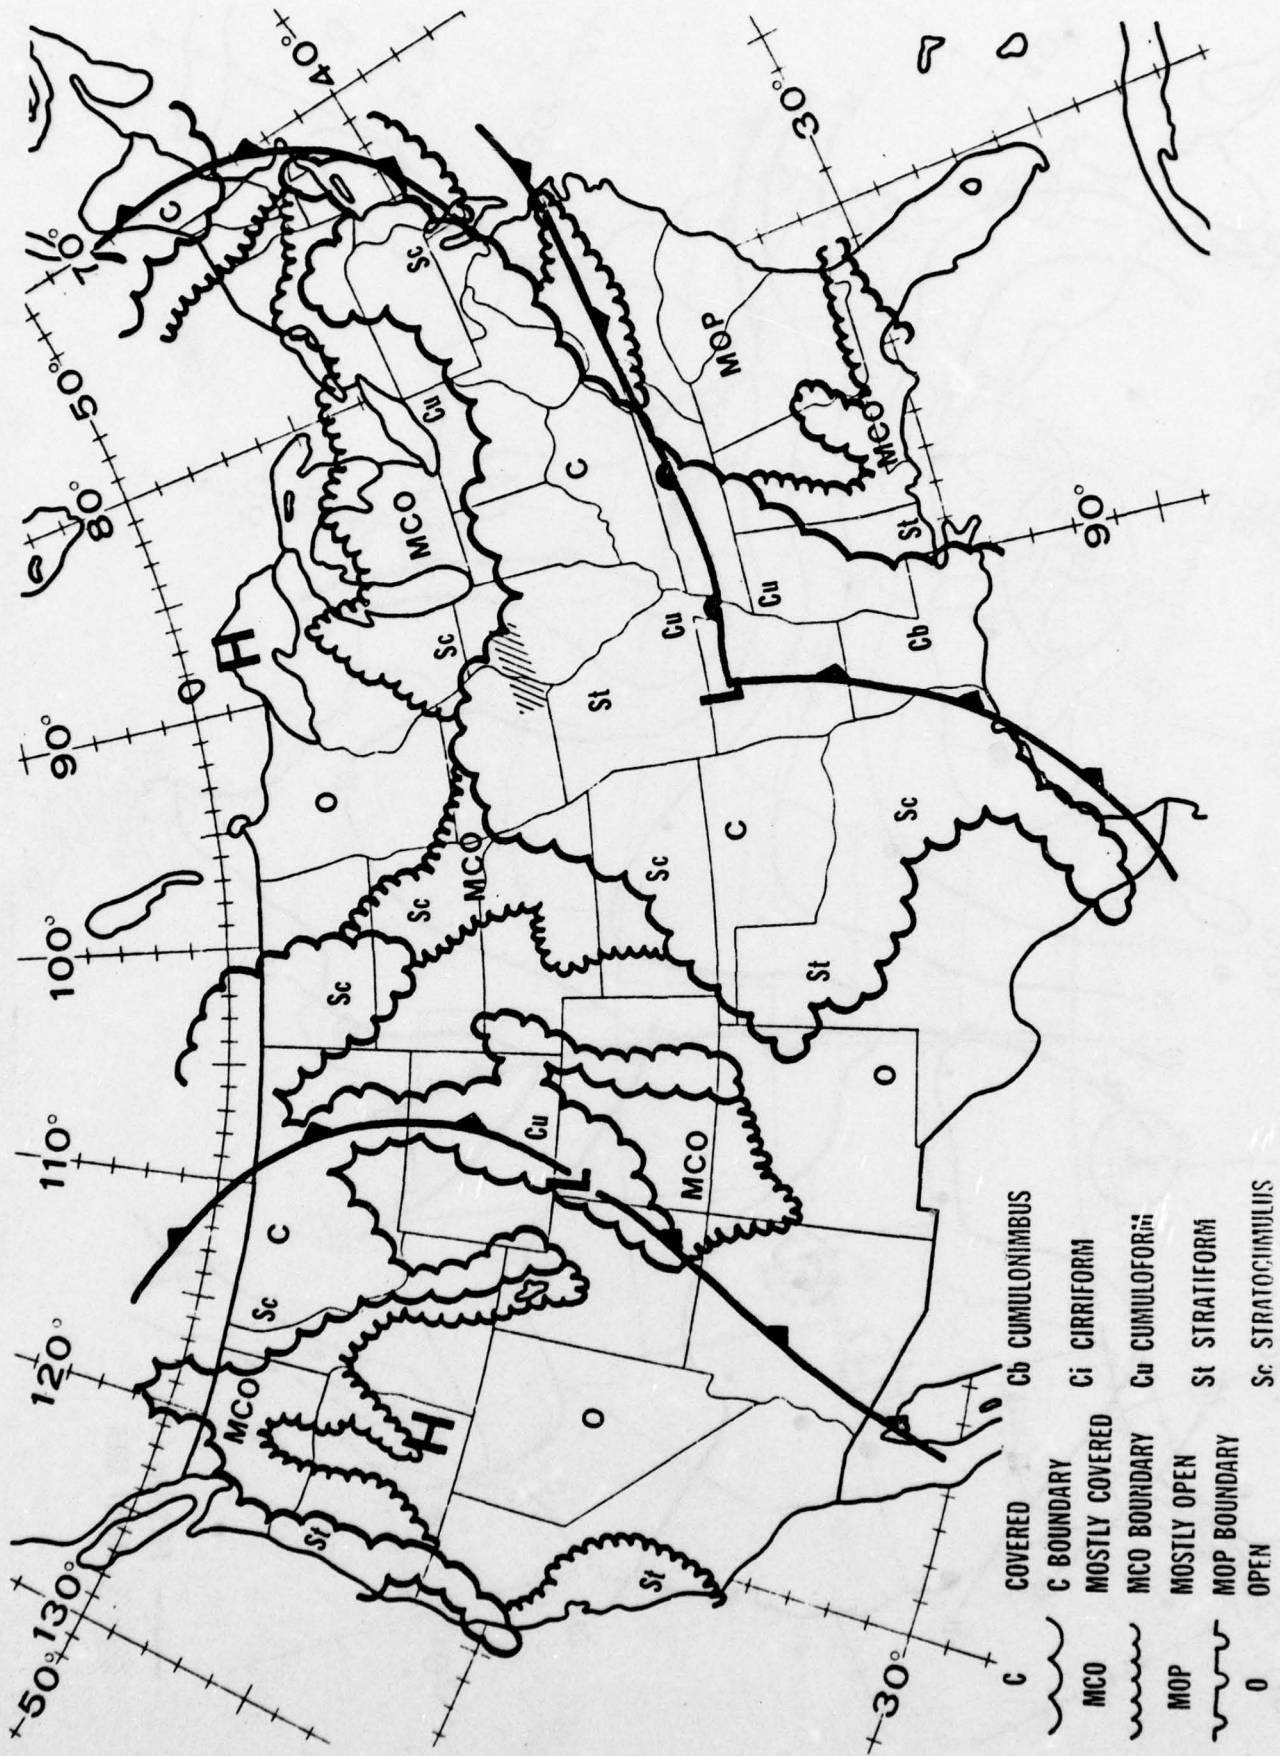 50°
130°
120°
110°
100°
90°
80°
50°
70°
O
C
H
MCO
Sc
C
40°
St
O
Sc
H
MCO
Sc
Sc
Cu
Sc
MCO
Cu
O
St
C
St
Sc
Cu
MCO
C
Cu
MOP
St
30°
O
Sc
Cb
St
MCO
30°
90°
C COVERED Cb CUMULONIMBUS
C BOUNDARY
MCO MOSTLY COVERED Ci CIRRIFORM
MCO BOUNDARY Cu CUMULOFORM
MOP MOSTLY OPEN St STRATIFORM
MOP BOUNDARY
O OPEN Sc STRATOCUMULUS